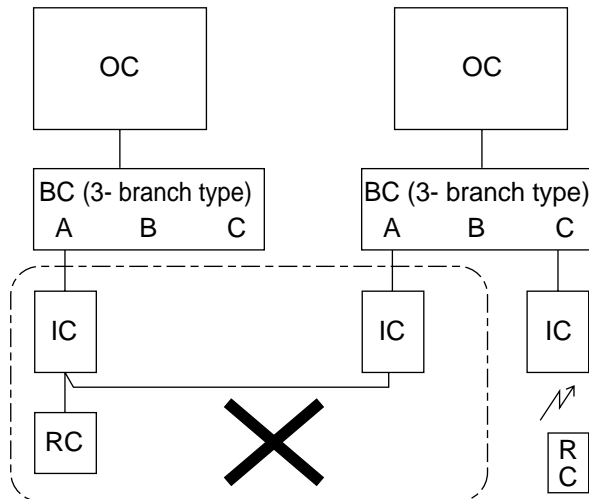 OC
OC
BC (3- branch type)
A B C
BC (3- branch type)
A B C
IC
IC
IC
RC
R
C